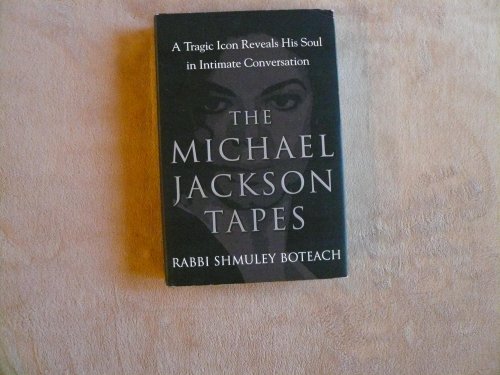 A Tragic Icon Reveals His Soul
in Intimate Conversation
THE
MICHAEL
JACKSON
TAPES
RABBI SHMULEY BOTEACH